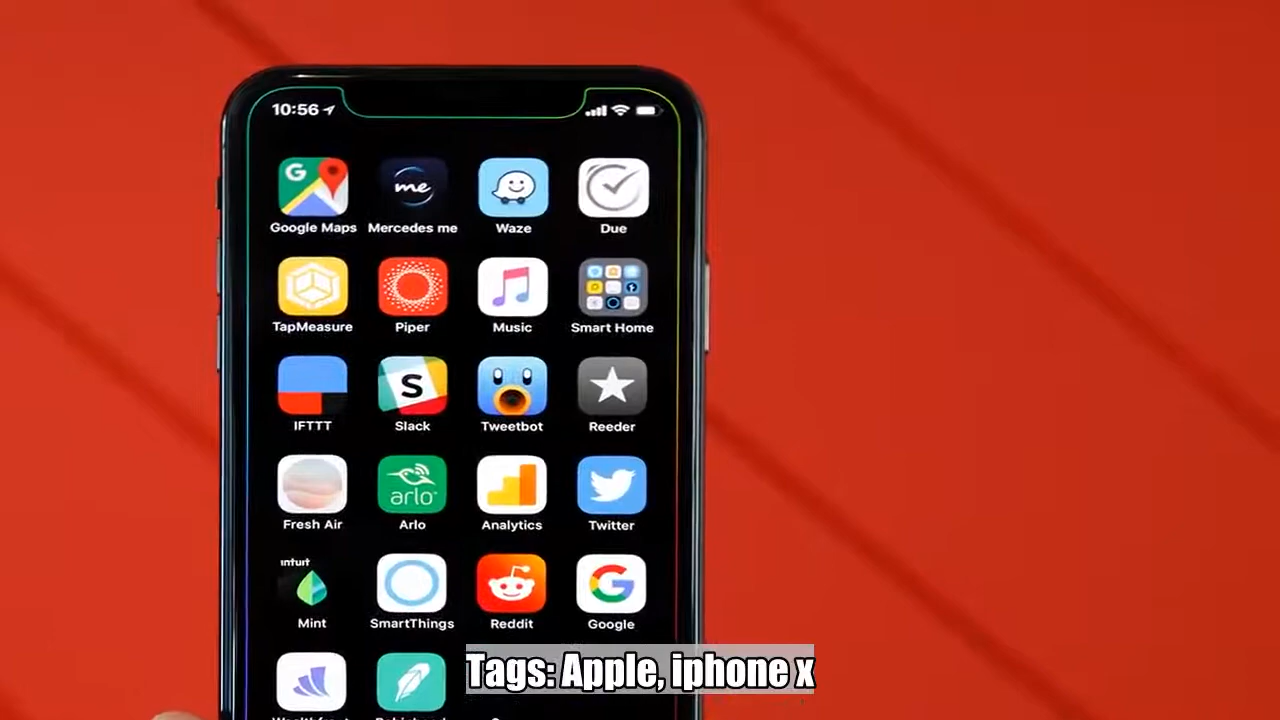 10:56
Google Maps
me
Mercedes me
Waze
Due
TapMeasure
Piper
Music
Smart Home
IFTTT
S
Slack
Tweetbot
Reeder
Fresh Air
arlo
Arlo
Analytics
Twitter
intuit
Mint
SmartThings
Reddit
G
Google
Tags: Apple, iphone x